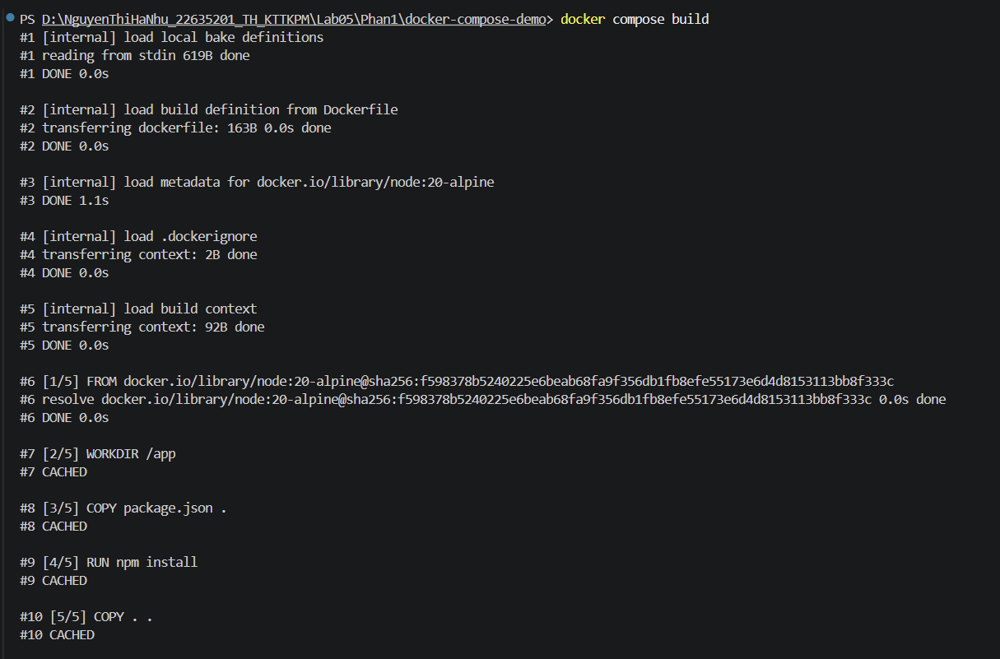 PS D:\NguyenThiHaNhu_22635201_TH_KTTKPM\Lab05\Phan1\docker-compose-demo> docker compose build
#1 [internal] load local bake definitions
#1 reading from stdin 619B done
#1 DONE 0.0s
#2 [internal] load build definition from Dockerfile
#2 transferring dockerfile: 163B 0.0s done
#2 DONE 0.0s
#3 [internal] load metadata for docker.io/library/node:20-alpine
#3 DONE 1.1s
#4 [internal] load .dockerignore
#4 transferring context: 2B done
#4 DONE 0.0s
#5 [internal] load build context
#5 transferring context: 92B done
#5 DONE 0.0s
#6 [1/5] FROM docker.io/library/node:20-alpine@sha256:f598378b5240225e6beab68fa9f356db1fb8efe55173e6d4d8153113bb8f333c
#6 resolve docker.io/library/node:20-alpine@sha256:f598378b5240225e6beab68fa9f356db1fb8efe55173e6d4d8153113bb8f333c 0.0s done
#6 DONE 0.0s
#7 [2/5] WORKDIR /app
#7 CACHED
#8 [3/5] COPY package.json .
#8 CACHED
#9 [4/5] RUN npm install
#9 CACHED
#10 [5/5] COPY . .
#10 CACHED